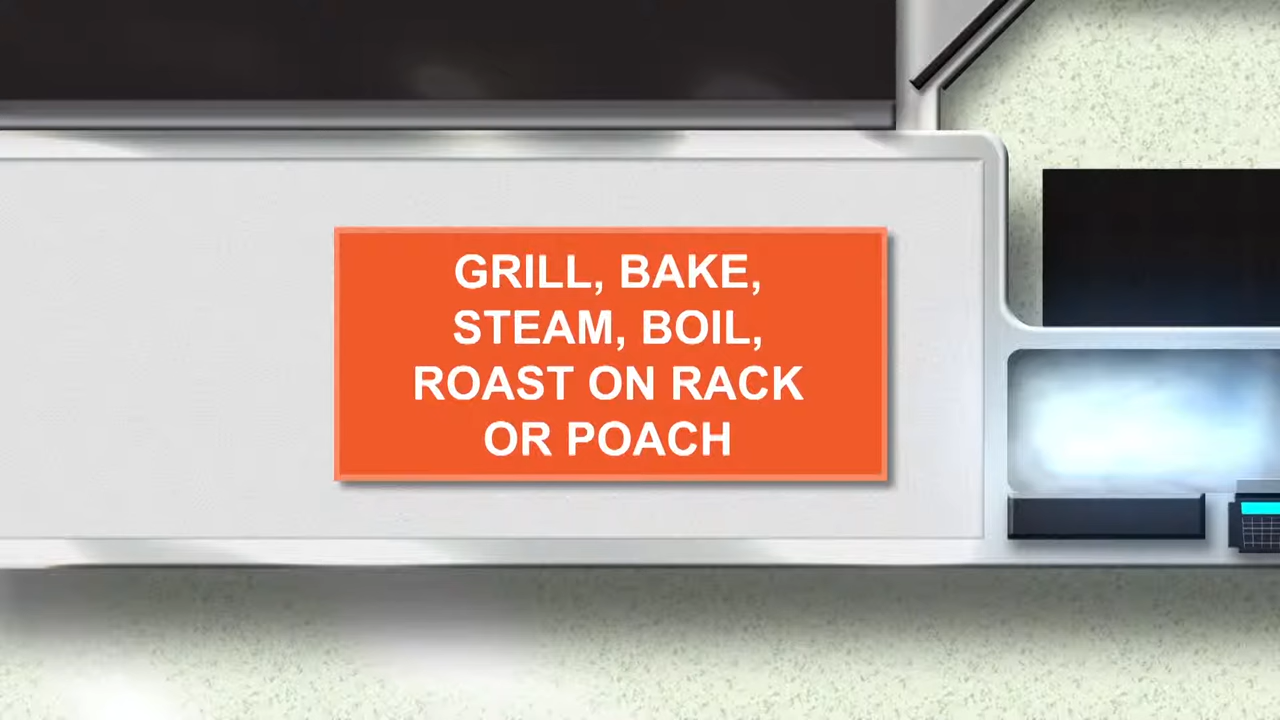 GRILL, BAKE,
STEAM, BOIL,
ROAST ON RACK
OR POACH